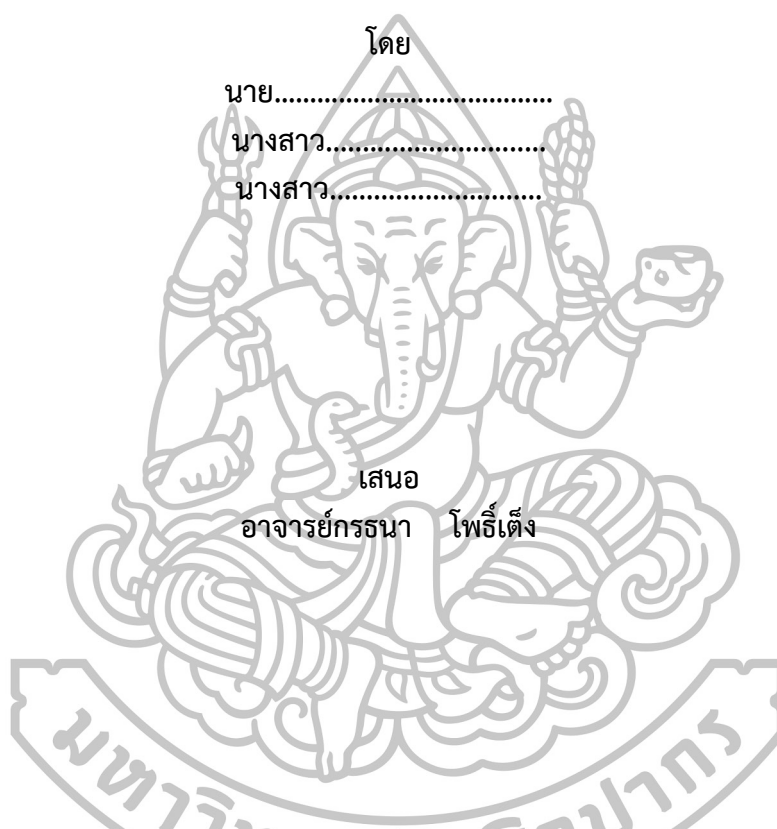 โดย
นาย.......................................
นางสาว...............................
นางสาว..............................
เสนอ
อาจารย์กรธนา โพธิ์เต็ง